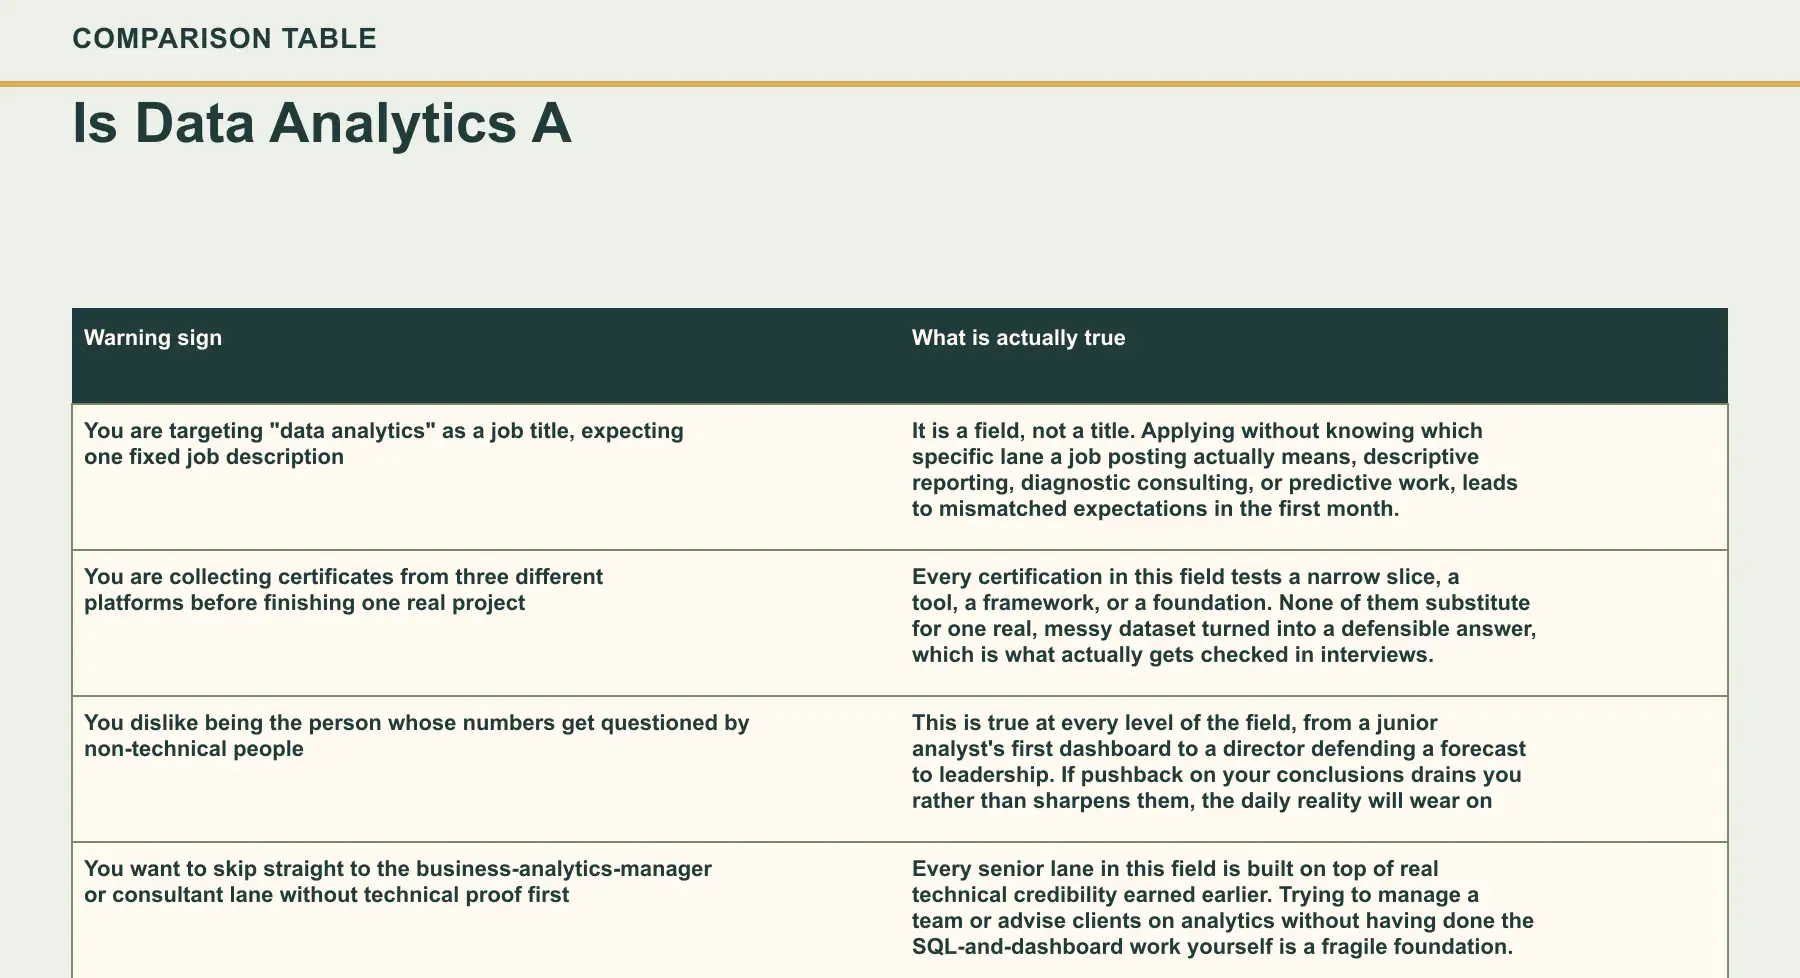 COMPARISON TABLE
Is Data Analytics A
Warning sign
What is actually true
You are targeting "data analytics" as a job title, expecting
one fixed job description
It is a field, not a title. Applying without knowing which
specific lane a job posting actually means, descriptive
reporting, diagnostic consulting, or predictive work, leads
to mismatched expectations in the first month.
You are collecting certificates from three different
platforms before finishing one real project
Every certification in this field tests a narrow slice, a
tool, a framework, or a foundation. None of them substitute
for one real, messy dataset turned into a defensible answer,
which is what actually gets checked in interviews.
You dislike being the person whose numbers get questioned by
non-technical people
This is true at every level of the field, from a junior
analyst's first dashboard to a director defending a forecast
to leadership. If pushback on your conclusions drains you
rather than sharpens them, the daily reality will wear on
You want to skip straight to the business-analytics-manager
or consultant lane without technical proof first
Every senior lane in this field is built on top of real
technical credibility earned earlier. Trying to manage a
team or advise clients on analytics without having done the
SQL-and-dashboard work yourself is a fragile foundation.